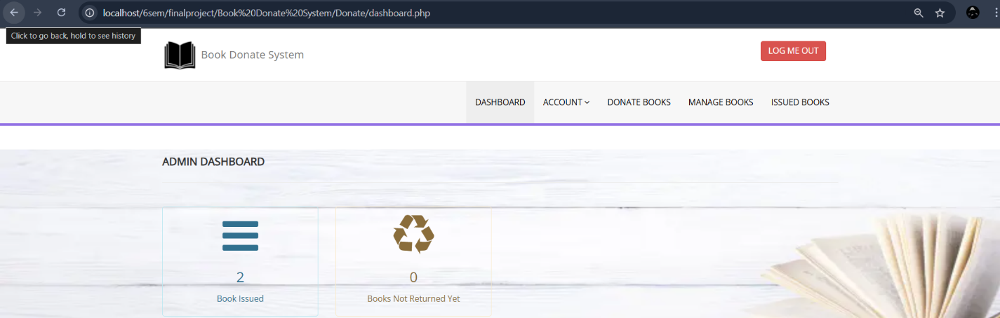 localhost/6sem/finalproject/Book%20Donate%20System/Donate/dashboard.php
Click to go back, hold to see history
Book Donate System
LOG ME OUT
DASHBOARD ACCOUNT DONATE BOOKS MANAGE BOOKS ISSUED BOOKS
ADMIN DASHBOARD
2 0
Book Issued Books Not Returned Yet